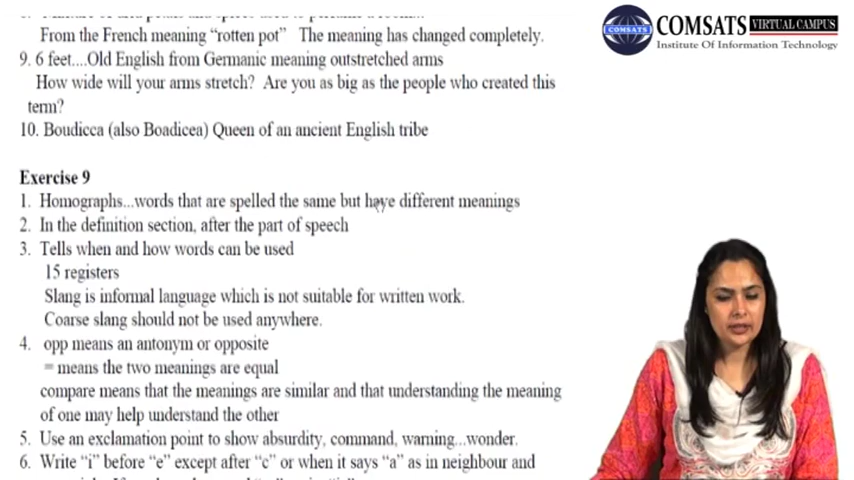 COMSATS VIRTUAL CAMPUS
COMSATS
Institute Of Information Technology
From the French meaning “rotten pot” The meaning has changed completely.
9. 6 feet....Old English from Germanic meaning outstretched arms
How wide will your arms stretch? Are you as big as the people who created this
term?
10. Boudicca (also Boadicea) Queen of an ancient English tribe
Exercise 9
1. Homographs...words that are spelled the same but have different meanings
2. In the definition section, after the part of speech
3. Tells when and how words can be used
15 registers
Slang is informal language which is not suitable for written work.
Coarse slang should not be used anywhere.
4. opp means an antonym or opposite
= means the two meanings are equal
compare means that the meanings are similar and that understanding the meaning
of one may help understand the other
5. Use an exclamation point to show absurdity, command, warning...wonder.
6. Write “i” before “e” except after “c” or when it says “a” as in neighbour and